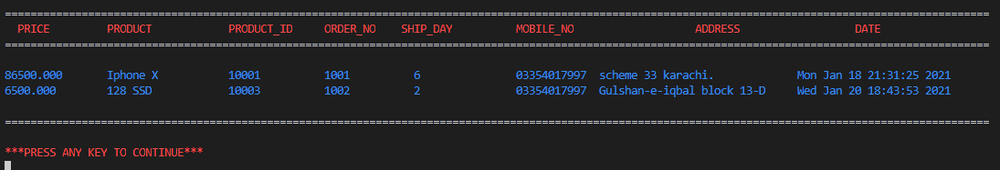 ================================================================================
PRICE PRODUCT PRODUCT_ID ORDER_NO SHIP_DAY MOBILE_NO ADDRESS DATE
================================================================================
86500.000 Iphone X 10001 1001 6 03354017997 scheme 33 karachi. Mon Jan 18 21:31:25 2021
6500.000 128 SSD 10003 1002 2 03354017997 Gulshan-e-iqbal block 13-D Wed Jan 20 18:43:53 2021
================================================================================
***PRESS ANY KEY TO CONTINUE***